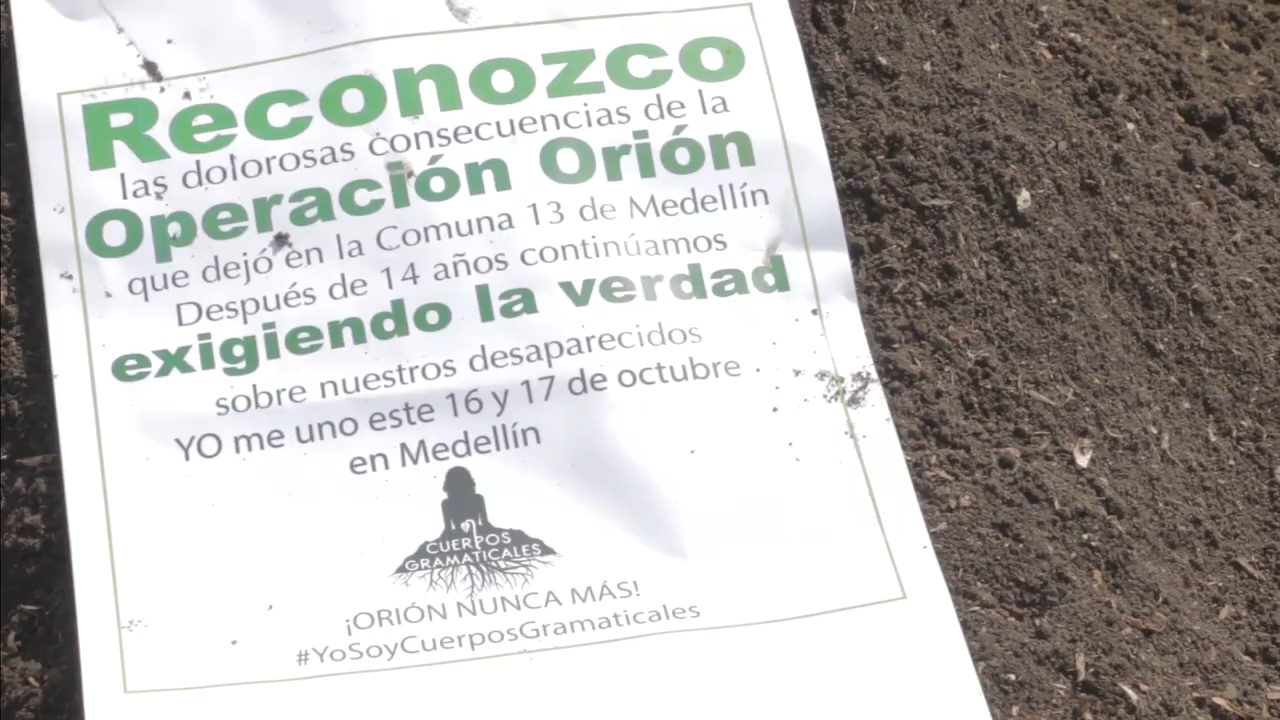 Reconozco
las dolorosas consecuencias de la
Operación Orión
que dejó en la Comuna 13 de Medellín
Después de 14 años continúamos
exigiendo la verdad
sobre nuestros desaparecidos
YO me uno este 16 y 17 de octubre
en Medellín
CUERPOS
GRAMATICALES
¡ORIÓN NUNCA MÁS!
#YoSoyCuerposGramaticales